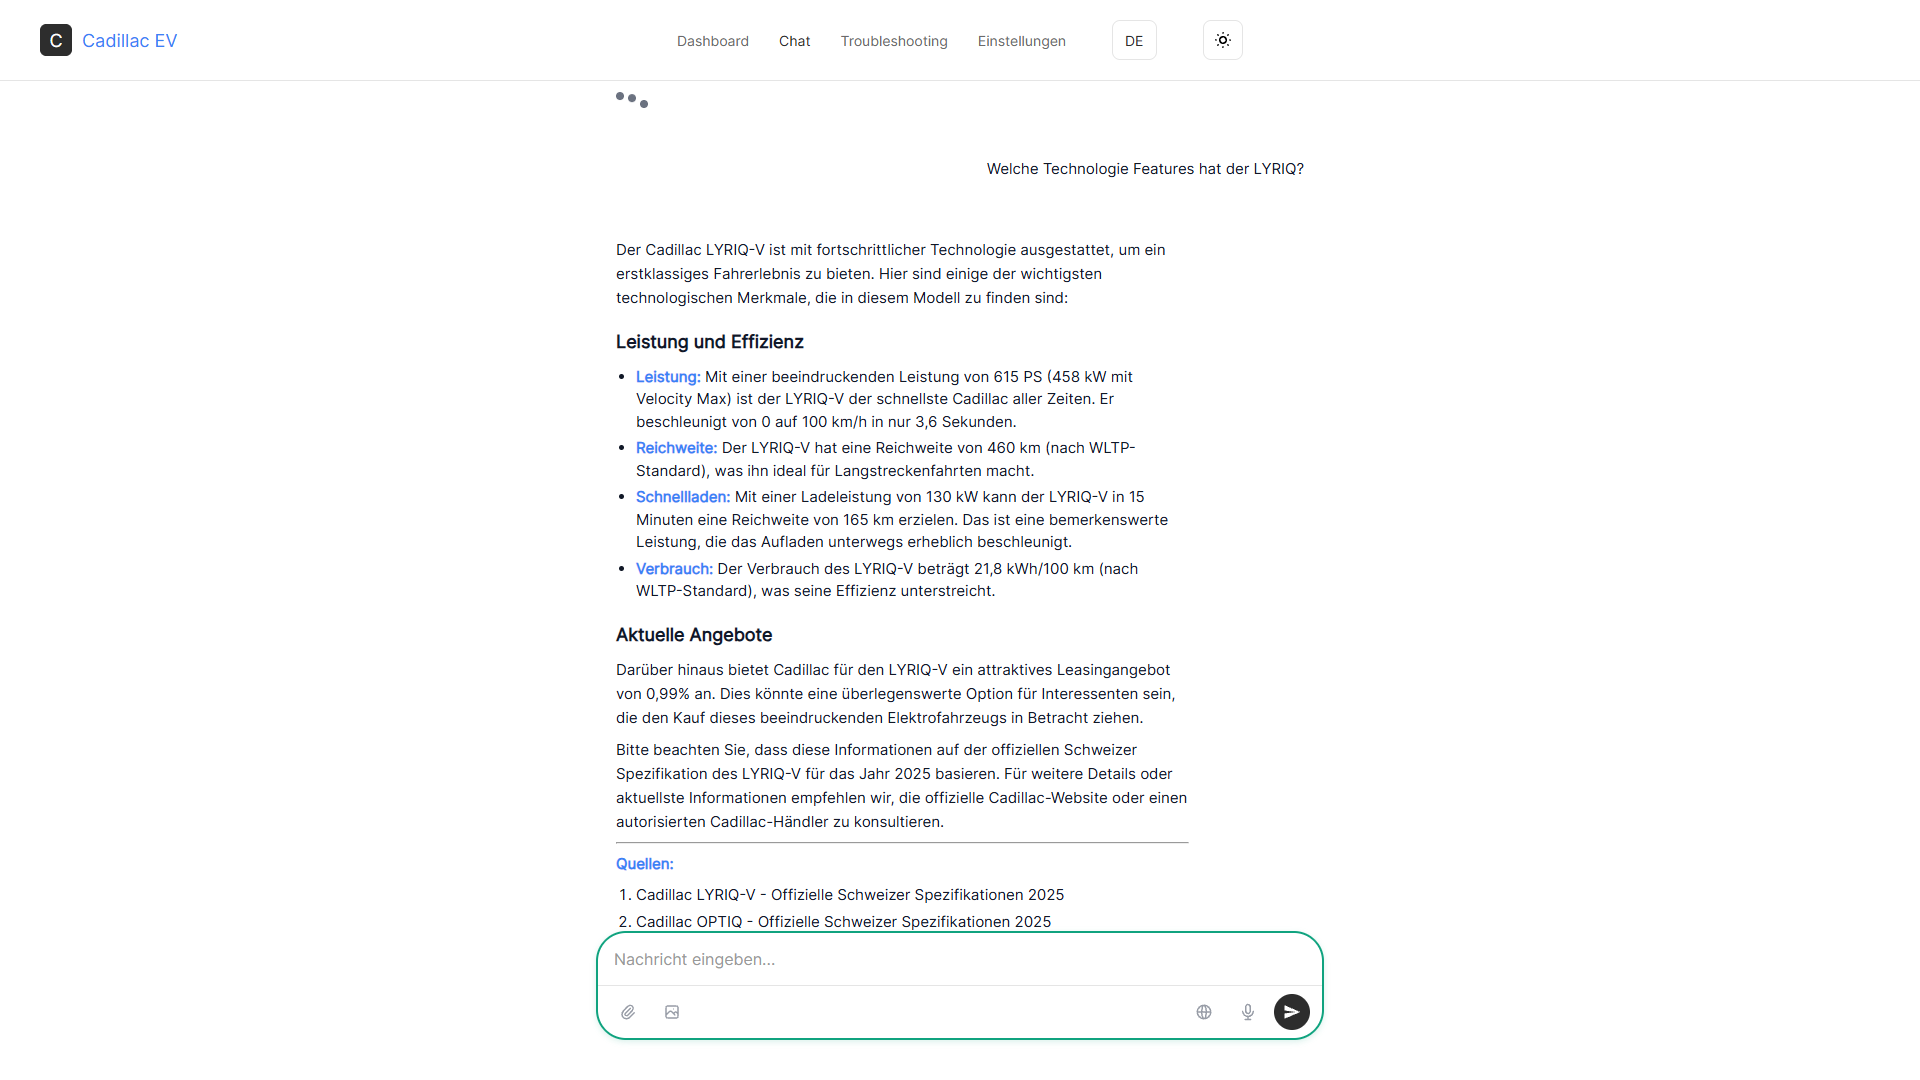 C Cadillac EV
Dashboard Chat Troubleshooting Einstellungen DE
Welche Technologie Features hat der LYRIQ?
Der Cadillac LYRIQ-V ist mit fortschrittlicher Technologie ausgestattet, um ein
erstklassiges Fahrerlebnis zu bieten. Hier sind einige der wichtigsten
technologischen Merkmale, die in diesem Modell zu finden sind:
Leistung und Effizienz
• Leistung: Mit einer beeindruckenden Leistung von 615 PS (458 kW mit
Velocity Max) ist der LYRIQ-V der schnellste Cadillac aller Zeiten. Er
beschleunigt von 0 auf 100 km/h in nur 3,6 Sekunden.
• Reichweite: Der LYRIQ-V hat eine Reichweite von 460 km (nach WLTP-
Standard), was ihn ideal für Langstreckenfahrten macht.
• Schnellladen: Mit einer Ladeleistung von 130 kW kann der LYRIQ-V in 15
Minuten eine Reichweite von 165 km erzielen. Das ist eine bemerkenswerte
Leistung, die das Aufladen unterwegs erheblich beschleunigt.
• Verbrauch: Der Verbrauch des LYRIQ-V beträgt 21,8 kWh/100 km (nach
WLTP-Standard), was seine Effizienz unterstreicht.
Aktuelle Angebote
Darüber hinaus bietet Cadillac für den LYRIQ-V ein attraktives Leasingangebot
von 0,99% an. Dies könnte eine überlegenswerte Option für Interessenten sein,
die den Kauf dieses beeindruckenden Elektrofahrzeugs in Betracht ziehen.
Bitte beachten Sie, dass diese Informationen auf der offiziellen Schweizer
Spezifikation des LYRIQ-V für das Jahr 2025 basieren. Für weitere Details oder
aktuellste Informationen empfehlen wir, die offizielle Cadillac-Website oder einen
autorisierten Cadillac-Händler zu konsultieren.
Quellen:
1. Cadillac LYRIQ-V - Offizielle Schweizer Spezifikationen 2025
2. Cadillac OPTIQ - Offizielle Schweizer Spezifikationen 2025
Nachricht eingeben...